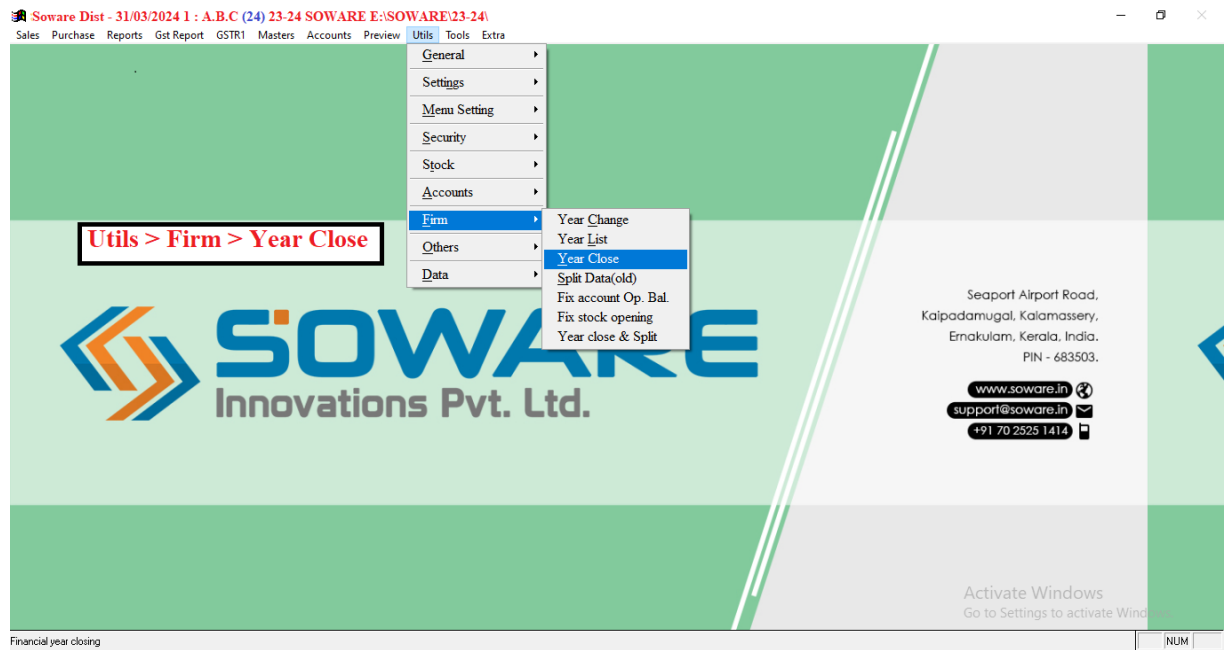 Soware Dist - 31/03/2024 1 : A.B.C (24) 23-24 SOWARE E:\SOWARE\23-24\
Sales Purchase Reports Gst Report GSTR1 Masters Accounts Preview Utils Tools Extra
General
Settings
Menu Setting
Security
Stock
Accounts
Firm
Others
Data
Year Change
Year List
Year Close
Split Data(old)
Fix account Op. Bal.
Fix stock opening
Year close & Split
Utils > Firm > Year Close
SOWARE
Innovations Pvt. Ltd.
Seaport Airport Road,
Kaipadamugal, Kalamassery,
Ernakulam, Kerala, India.
PIN - 683503.
www.soware.in
support@soware.in
+91 70 2525 1414
Activate Windows
Go to Settings to activate Windows.
Financial year closing
NUM